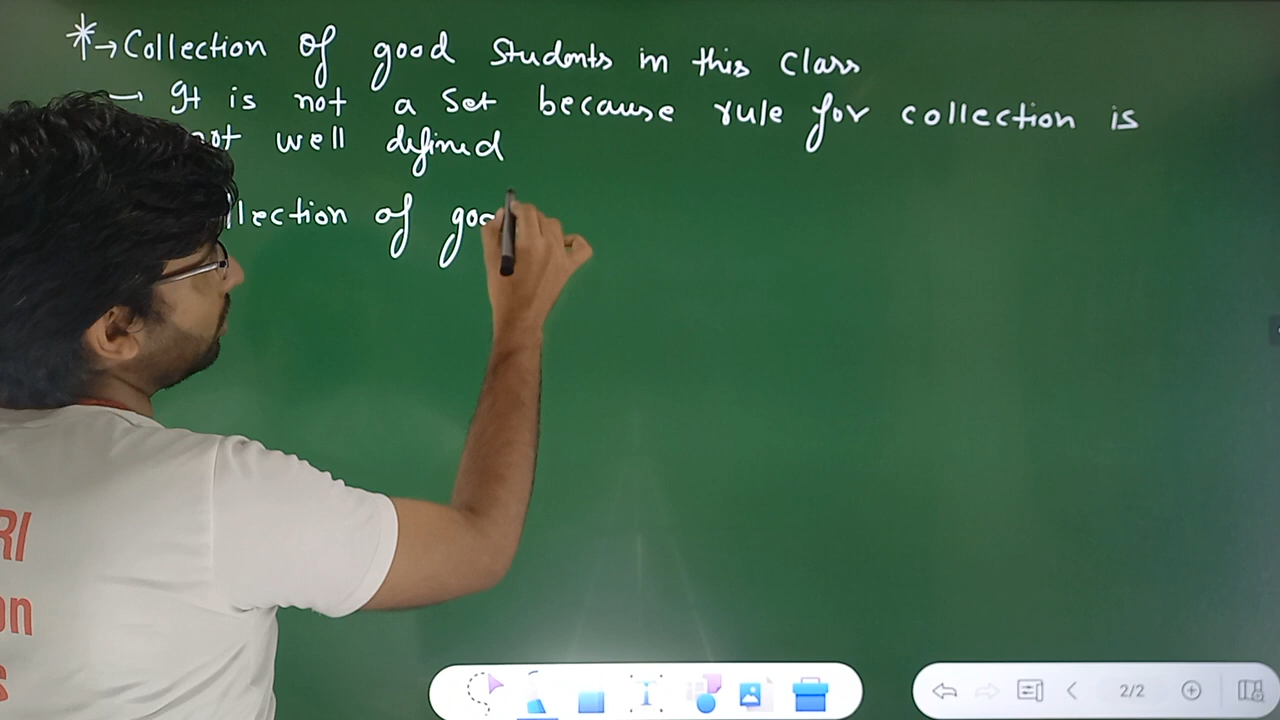 *→ Collection of good students in this class
→ It is not a set because rule for collection is
not well defined
llection of goo
RI
on
s
2/2